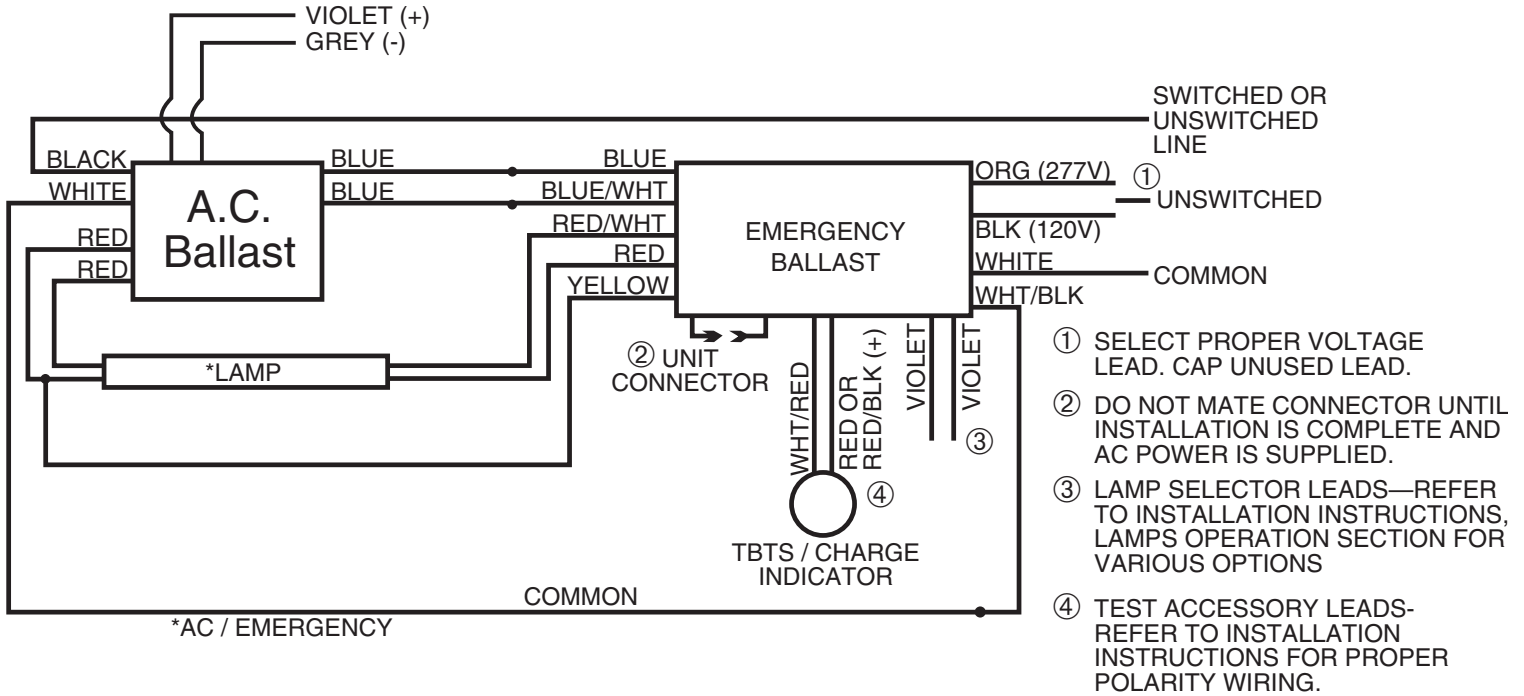 VIOLET (+)
GREY (-)
SWITCHED OR
UNSWITCHED
LINE
BLACK
WHITE
RED
RED
A.C.
Ballast
BLUE
BLUE
BLUE
BLUE/WHT
RED/WHT
RED
YELLOW
EMERGENCY
BALLAST
ORG (277V)
①
UNSWITCHED
BLK (120V)
WHITE
COMMON
WHT/BLK
*LAMP
② UNIT
CONNECTOR
WHT/RED
RED OR
RED/BLK (+)
VIOLET
VIOLET
③
④
TBTS / CHARGE
INDICATOR
COMMON
*AC / EMERGENCY
① SELECT PROPER VOLTAGE
LEAD. CAP UNUSED LEAD.
② DO NOT MATE CONNECTOR UNTIL
INSTALLATION IS COMPLETE AND
AC POWER IS SUPPLIED.
③ LAMP SELECTOR LEADS—REFER
TO INSTALLATION INSTRUCTIONS,
LAMPS OPERATION SECTION FOR
VARIOUS OPTIONS
④ TEST ACCESSORY LEADS-
REFER TO INSTALLATION
INSTRUCTIONS FOR PROPER
POLARITY WIRING.